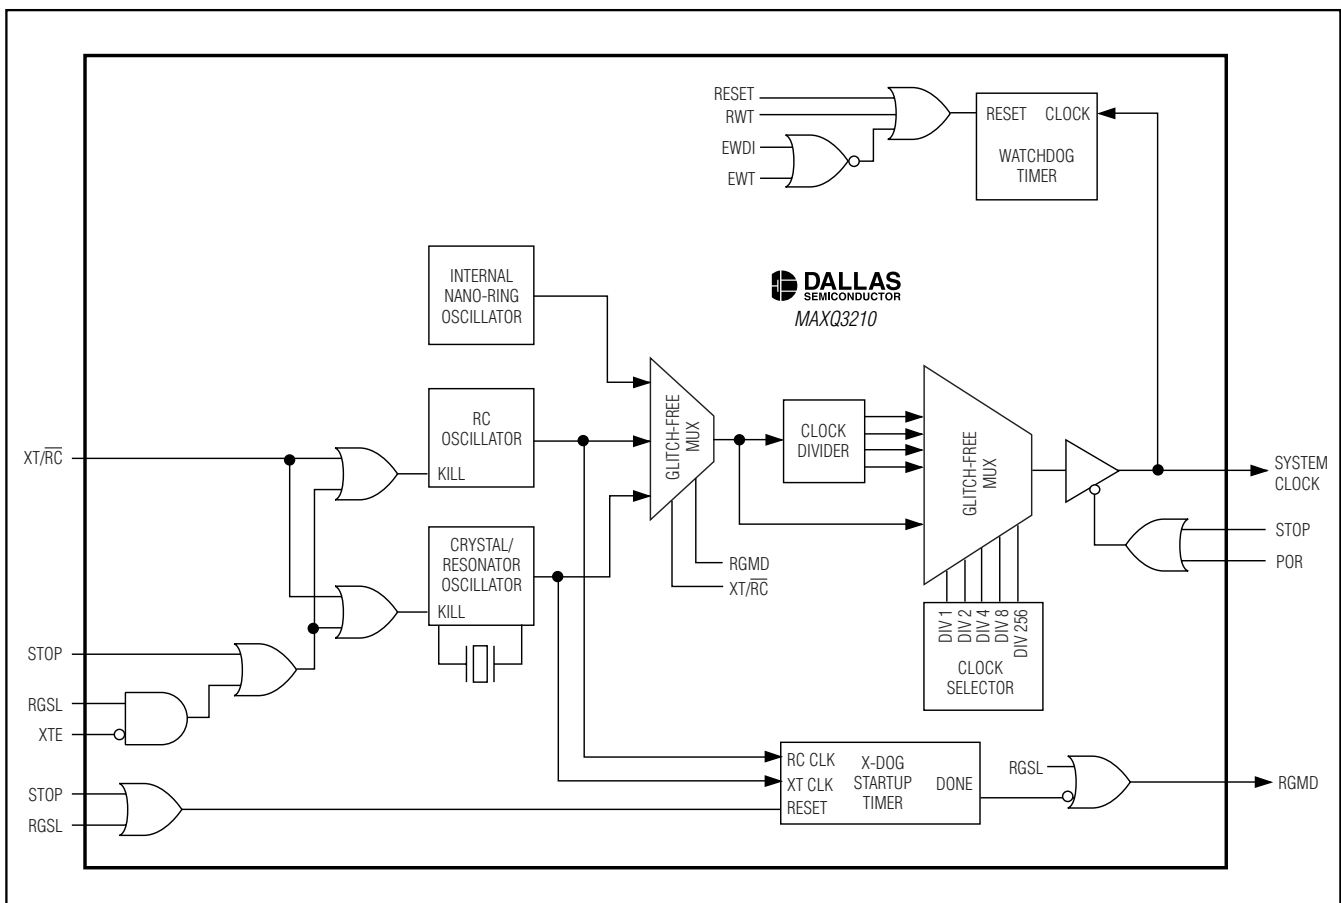 RESET
RWT
EWDI
EWT
RESET CLOCK
WATCHDOG
TIMER
INTERNAL
NANO-RING
OSCILLATOR
DALLAS
SEMICONDUCTOR
MAXQ3210
RC
OSCILLATOR
KILL
XT/R̅C̅
GLITCH-FREE
MUX
CLOCK
DIVIDER
GLITCH-FREE
MUX
SYSTEM
CLOCK
STOP
POR
CRYSTAL/
RESONATOR
OSCILLATOR
KILL
RGMD
XT/R̅C̅
DIV 1
DIV 2
DIV 4
DIV 8
DIV 256
CLOCK
SELECTOR
STOP
RGSL
XTE
RC CLK
XT CLK
RESET
X-DOG
STARTUP
TIMER
DONE
RGSL
RGMD
STOP
RGSL